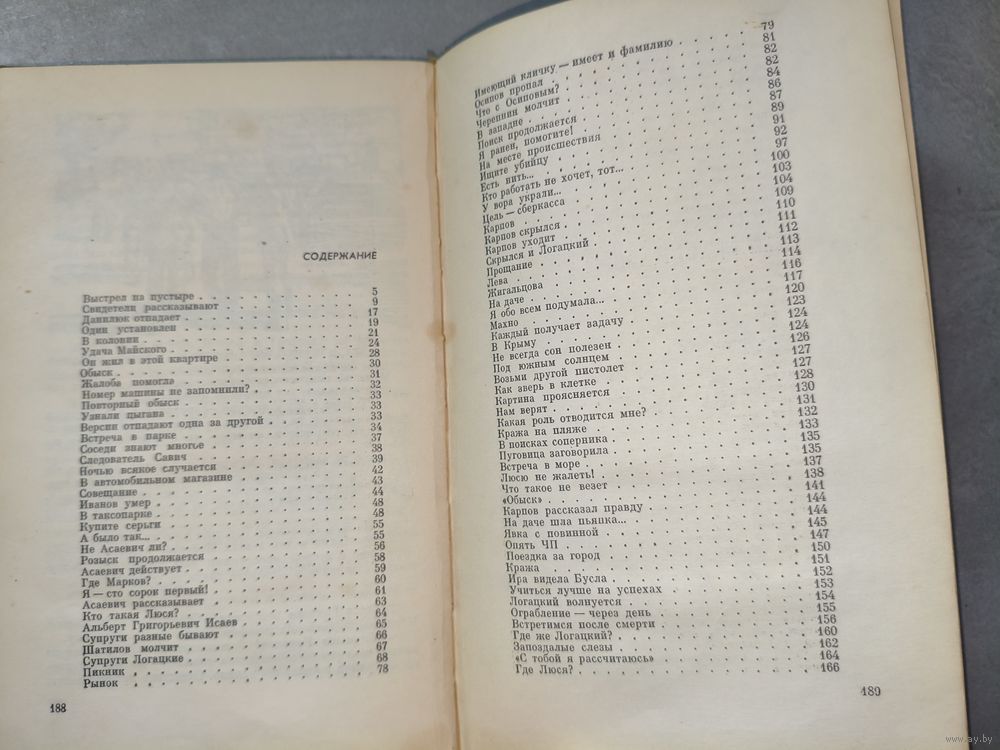 СОДЕРЖАНИЕ
Выстрел на пустыре . . . 5
Свидетели рассказывают . . . 9
Данилюк отпадает . . . 17
Один установлен . . . 19
В колонии . . . 21
Удача Майского . . . 24
Он жил в этой квартире . . . 28
Обыск . . . 30
Жалоба помогла . . . 31
Номер машины не запомнили? . . . 32
Повторный обыск . . . 33
Узнали цыгана . . . 33
Версии отпадают одна за другой . . . 33
Встреча в парке . . . 34
Соседи знают многое . . . 37
Следователь Савич . . . 38
Ночью всякое случается . . . 39
В автомобильном магазине . . . 42
Совещание . . . 43
Иванов умер . . . 44
В таксопарке . . . 48
Купите серьги . . . 48
А было так... . . . 55
Не Асаевич ли? . . . 55
Розыск продолжается . . . 56
Асаевич действует . . . 58
Где Марков? . . . 59
Я — сто сорок первый! . . . 60
Асаевич рассказывает . . . 61
Кто такая Люся? . . . 63
Альберт Григорьевич Исаев . . . 64
Супруги разные бывают . . . 65
Шатилов молчит . . . 66
Супруги Логацкие . . . 67
Пикник . . . 68
Рынок . . . 78
188
Имеющий кличку — имеет и фамилию . . . 79
Осипов пропал . . . 81
Что с Осиповым? . . . 82
Черепнин молчит . . . 82
В западне . . . 84
Поиск продолжается . . . 86
Я ранен, помогите! . . . 87
На месте происшествия . . . 89
Ищите убийцу . . . 91
Есть нить... . . . 92
Кто работать не хочет, тот... . . . 97
У вора украли... . . . 100
Цель — сберкасса . . . 103
Карпов . . . 104
Карпов скрылся . . . 109
Карпов уходит . . . 110
Скрылся и Логацкий . . . 111
Прощание . . . 112
Лева . . . 113
Жигальцова . . . 114
На даче . . . 116
Я обо всем подумала... . . . 117
Махно . . . 120
Каждый получает задачу . . . 123
В Крыму . . . 124
Не всегда сон полезен . . . 124
Под южным солнцем . . . 126
Возьми другой пистолет . . . 127
Как зверь в клетке . . . 127
Картина проясняется . . . 128
Нам верят . . . 130
Какая роль отводится мне? . . . 131
Кража на пляже . . . 132
В поисках соперника . . . 133
Пуговица заговорила . . . 135
Встреча в море . . . 135
Люсю не жалеть! . . . 137
Что такое не везет . . . 138
«Обыск» . . . 141
Карпов рассказал правду . . . 144
На даче шла пьянка... . . . 144
Явка с повинной . . . 145
Опять ЧП . . . 147
Поездка за город . . . 150
Кража . . . 151
Ира видела Бусла . . . 152
Учиться лучше на успехах . . . 153
Логацкий волнуется . . . 154
Ограбление — через день . . . 155
Встретимся после смерти . . . 156
Где же Логацкий? . . . 160
Запоздалые слезы . . . 162
«С тобой я рассчитаюсь» . . . 164
Где Люся? . . . 166
189
www.ay.by